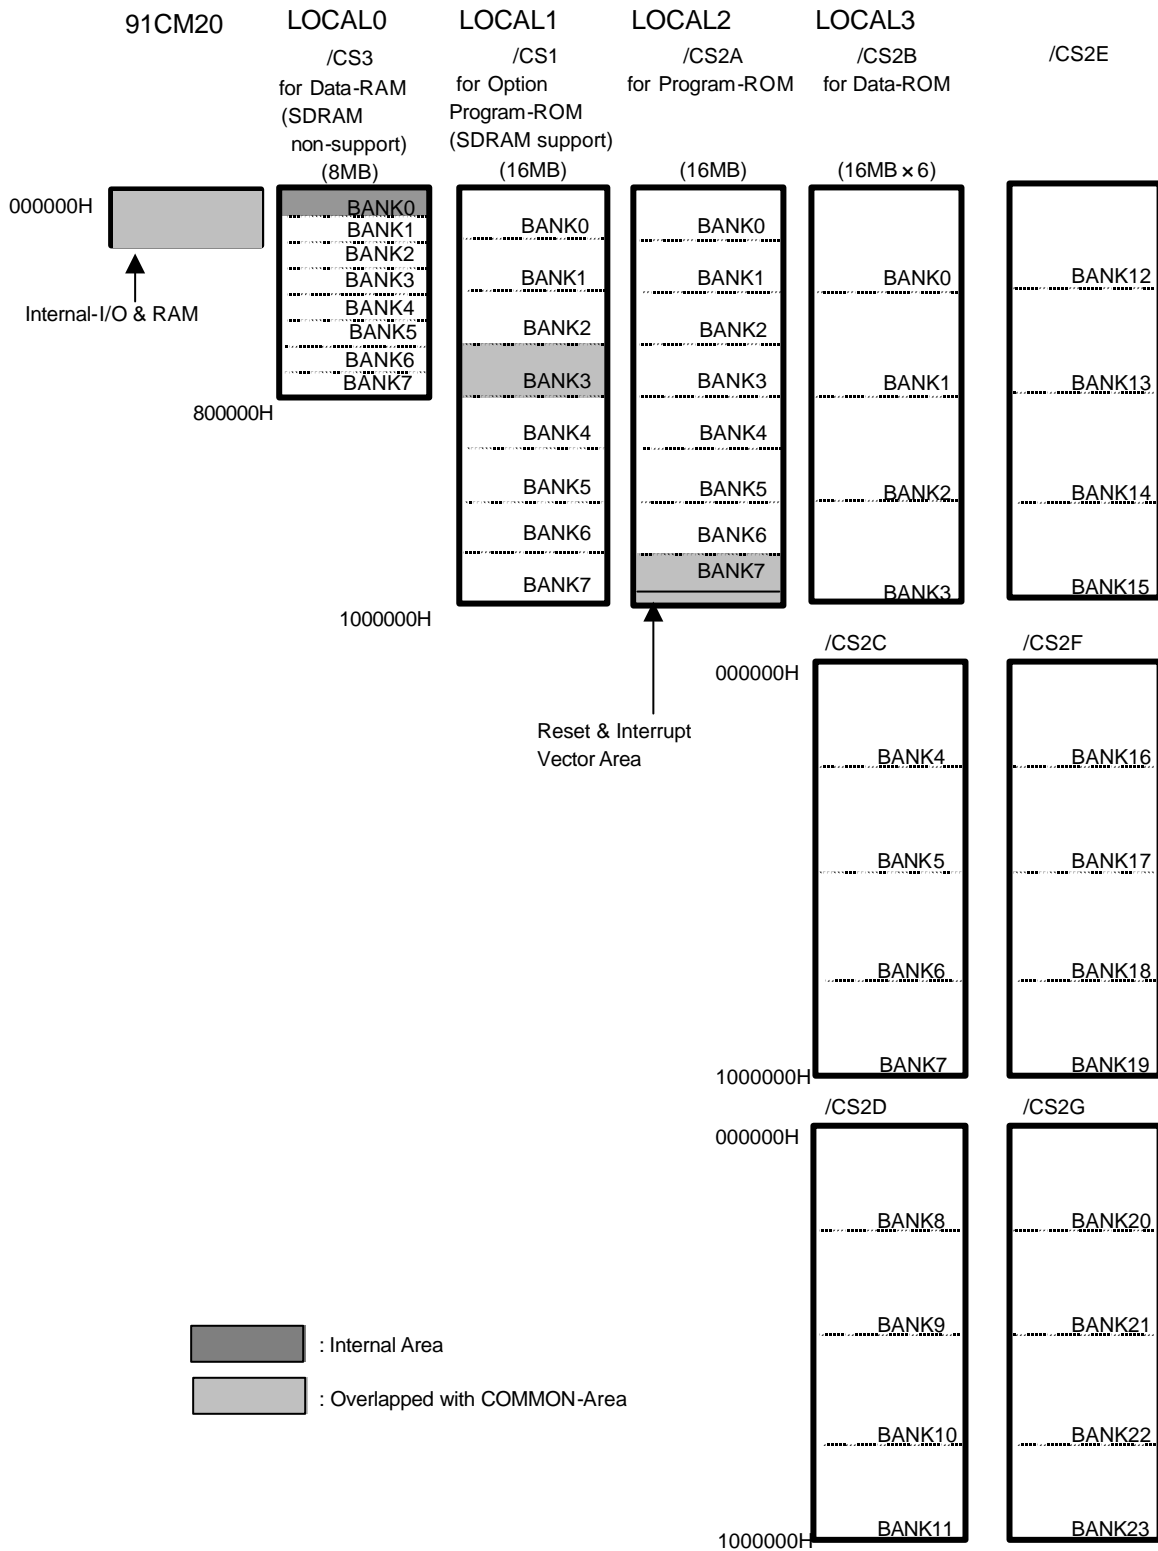 91CM20 LOCAL0 LOCAL1 LOCAL2 LOCAL3
/CS3 /CS1 /CS2A /CS2B /CS2E
for Data-RAM for Option for Program-ROM for Data-ROM
(SDRAM Program-ROM
non-support) (SDRAM support)
(8MB) (16MB) (16MB) (16MB × 6)
000000H
BANK0
BANK1
BANK2
BANK3
BANK4
BANK5
BANK6
BANK7
800000H
Internal-I/O & RAM
BANK0
BANK1
BANK2
BANK3
BANK4
BANK5
BANK6
BANK7
1000000H
BANK0
BANK1
BANK2
BANK3
BANK4
BANK5
BANK6
BANK7
Reset & Interrupt
Vector Area
BANK0
BANK1
BANK2
BANK3
BANK12
BANK13
BANK14
BANK15
/CS2C
000000H
BANK4
BANK5
BANK6
BANK7
1000000H
/CS2F
BANK16
BANK17
BANK18
BANK19
/CS2D
000000H
BANK8
BANK9
BANK10
BANK11
1000000H
/CS2G
BANK20
BANK21
BANK22
BANK23
: Internal Area
: Overlapped with COMMON-Area